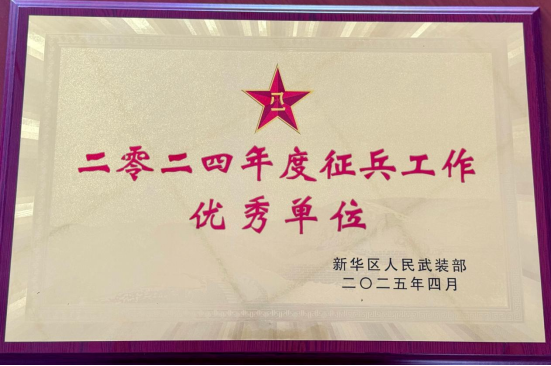 八一
二零二四年度征兵工作
优秀单位
新华区人民武装部
二〇二五年四月